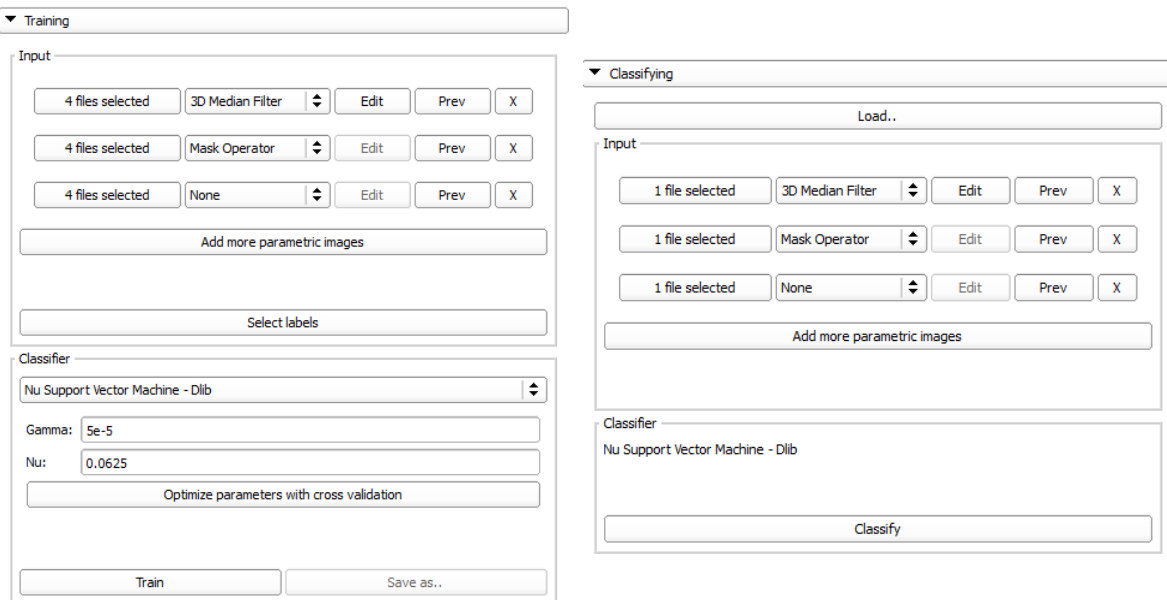 Training
Input
4 files selected 3D Median Filter Edit Prev X
4 files selected Mask Operator Edit Prev X
4 files selected None Edit Prev X
Add more parametric images
Select labels
Classifier
Nu Support Vector Machine - Dlib
Gamma: 5e-5
Nu: 0.0625
Optimize parameters with cross validation
Train Save as..
Classifying
Load..
Input
1 file selected 3D Median Filter Edit Prev X
1 file selected Mask Operator Edit Prev X
1 file selected None Edit Prev X
Add more parametric images
Classifier
Nu Support Vector Machine - Dlib
Classify